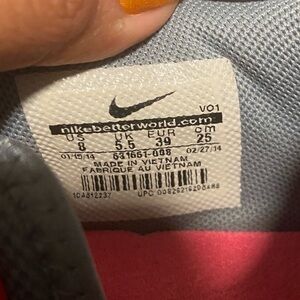 V01
nikebetterworld.com
US UK EUR cm
8 5.5 39 25
01/15/14 631661-008 02/27/14
MADE IN VIETNAM
FABRIQUE AU VIETNAM
UPC